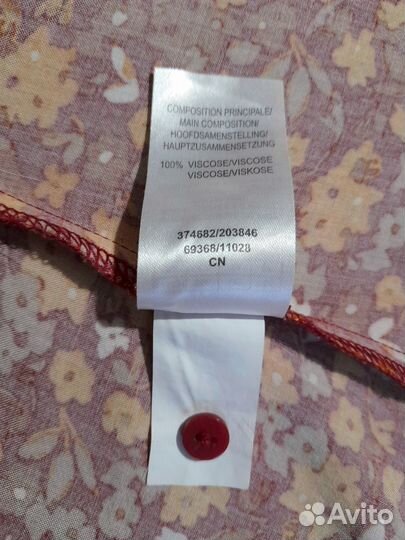 COMPOSITION PRINCIPALE/
MAIN COMPOSITION/
HOOFDSAMENSTELLING/
HAUPTZUSAMMENSETZUNG
100% VISCOSE/VISCOSE
VISCOSE/VISKOSE
374682/203846
69368/11028
CN
Avito